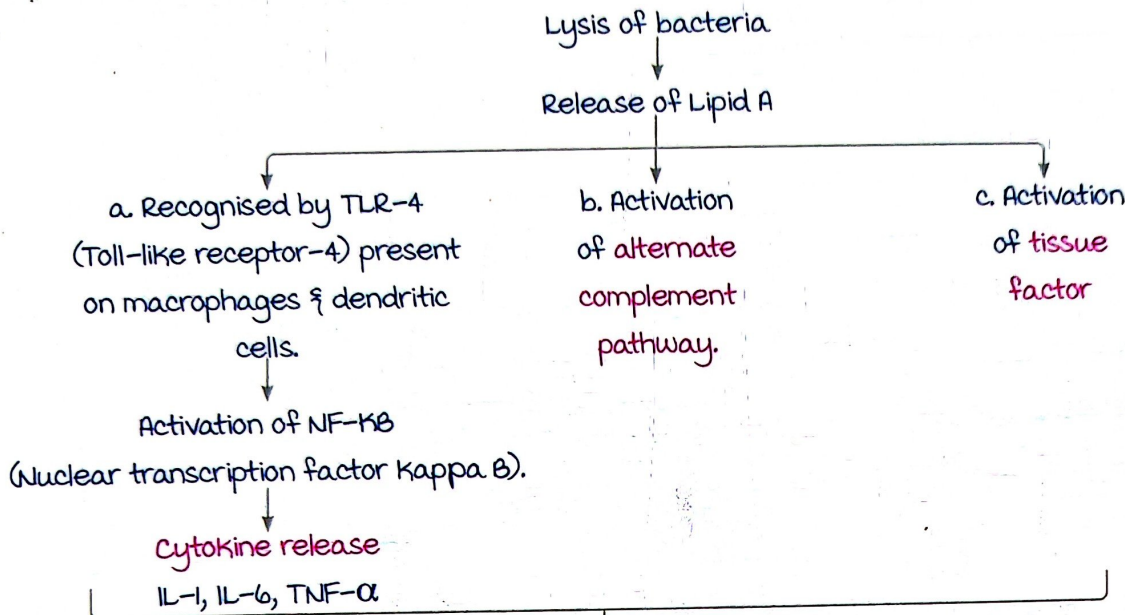 Lysis of bacteria
Release of Lipid A
a. Recognised by TLR-4
(Toll-like receptor-4) present
on macrophages & dendritic
cells.
Activation of NF-KB
(Nuclear transcription factor Kappa B).
Cytokine release
IL-1, IL-6, TNF-α
b. Activation
of alternate
complement
pathway.
c. Activation
of tissue
factor